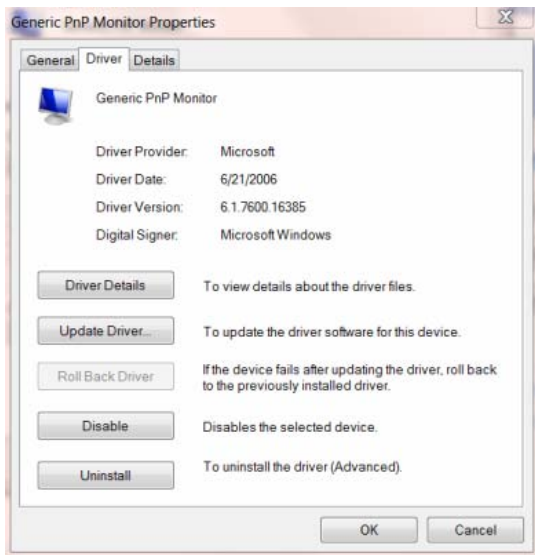 Generic PnP Monitor Properties
General Driver Details
Generic PnP Monitor
Driver Provider: Microsoft
Driver Date: 6/21/2006
Driver Version: 6.1.7600.16385
Digital Signer: Microsoft Windows
Driver Details To view details about the driver files.
Update Driver... To update the driver software for this device.
Roll Back Driver If the device fails after updating the driver, roll back
to the previously installed driver.
Disable Disables the selected device.
Uninstall To uninstall the driver (Advanced).
OK Cancel